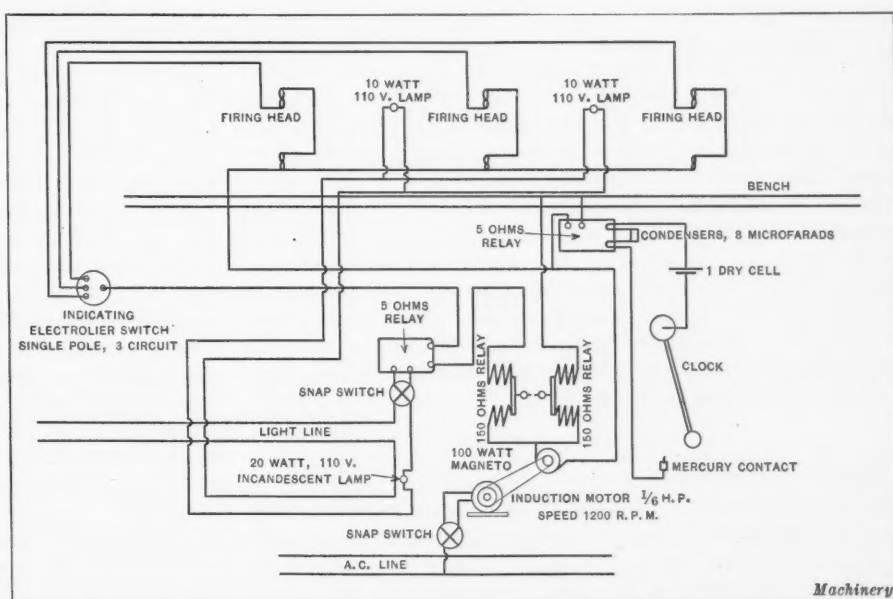 10 WATT
110 V. LAMP
10 WATT
110 V. LAMP
FIRING HEAD
FIRING HEAD
FIRING HEAD
BENCH
5 OHMS
RELAY
CONDENSERS, 8 MICROFARADS
1 DRY CELL
INDICATING
ELECTROLIER SWITCH
SINGLE POLE, 3 CIRCUIT
5 OHMS
RELAY
150 OHMS RELAY
150 OHMS RELAY
CLOCK
SNAP SWITCH
LIGHT LINE
100 WATT
MAGNETO
MERCURY CONTACT
20 WATT, 110 V.
INCANDESCENT LAMP
INDUCTION MOTOR 1/6 H.P.
SPEED 1200 R.P.M.
SNAP SWITCH
A.C. LINE
Machinery